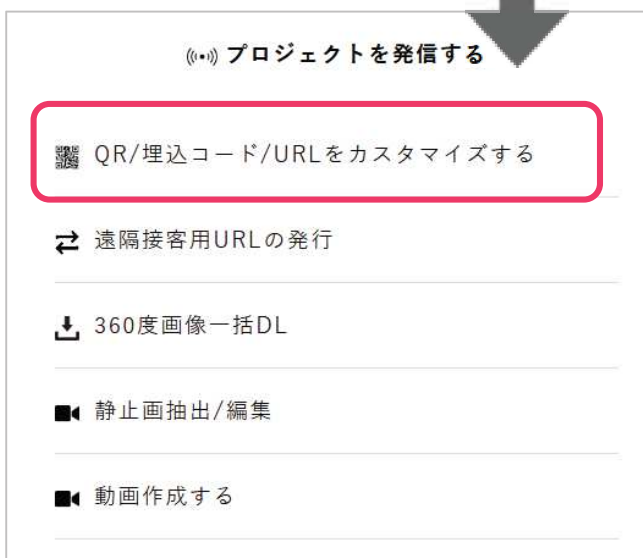 プロジェクトを発信する
QR/埋込コード/URLをカスタマイズする
遠隔接客用URLの発行
360度画像一括DL
静止画抽出/編集
動画作成する